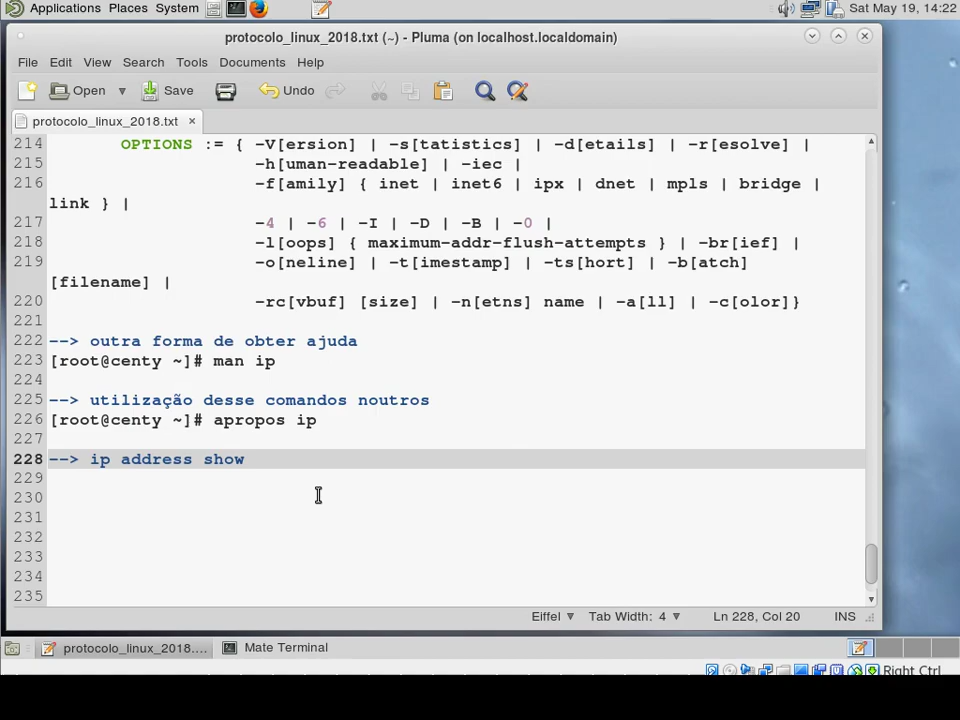 Applications Places System Sat May 19, 14:22
protocolo_linux_2018.txt (~) - Pluma (on localhost.localdomain)
File Edit View Search Tools Documents Help
Open Save Undo
protocolo_linux_2018.txt ×
214 OPTIONS := { -V[ersion] | -s[tatistics] | -d[etails] | -r[esolve] |
215 -h[uman-readable] | -iec |
216 -f[amily] { inet | inet6 | ipx | dnet | mpls | bridge |
link } |
217 -4 | -6 | -I | -D | -B | -0 |
218 -l[oops] { maximum-addr-flush-attempts } | -br[ief] |
219 -o[neline] | -t[imestamp] | -ts[hort] | -b[atch]
[filename] |
220 -rc[vbuf] [size] | -n[etns] name | -a[ll] | -c[olor]}
221
222 --> outra forma de obter ajuda
223 [root@centy ~]# man ip
224
225 --> utilização desse comandos noutros
226 [root@centy ~]# apropos ip
227
228 --> ip address show
229
230
231
232
233
234
235
Eiffel Tab Width: 4 Ln 228, Col 20 INS
protocolo_linux_2018.... Mate Terminal
Right Ctrl